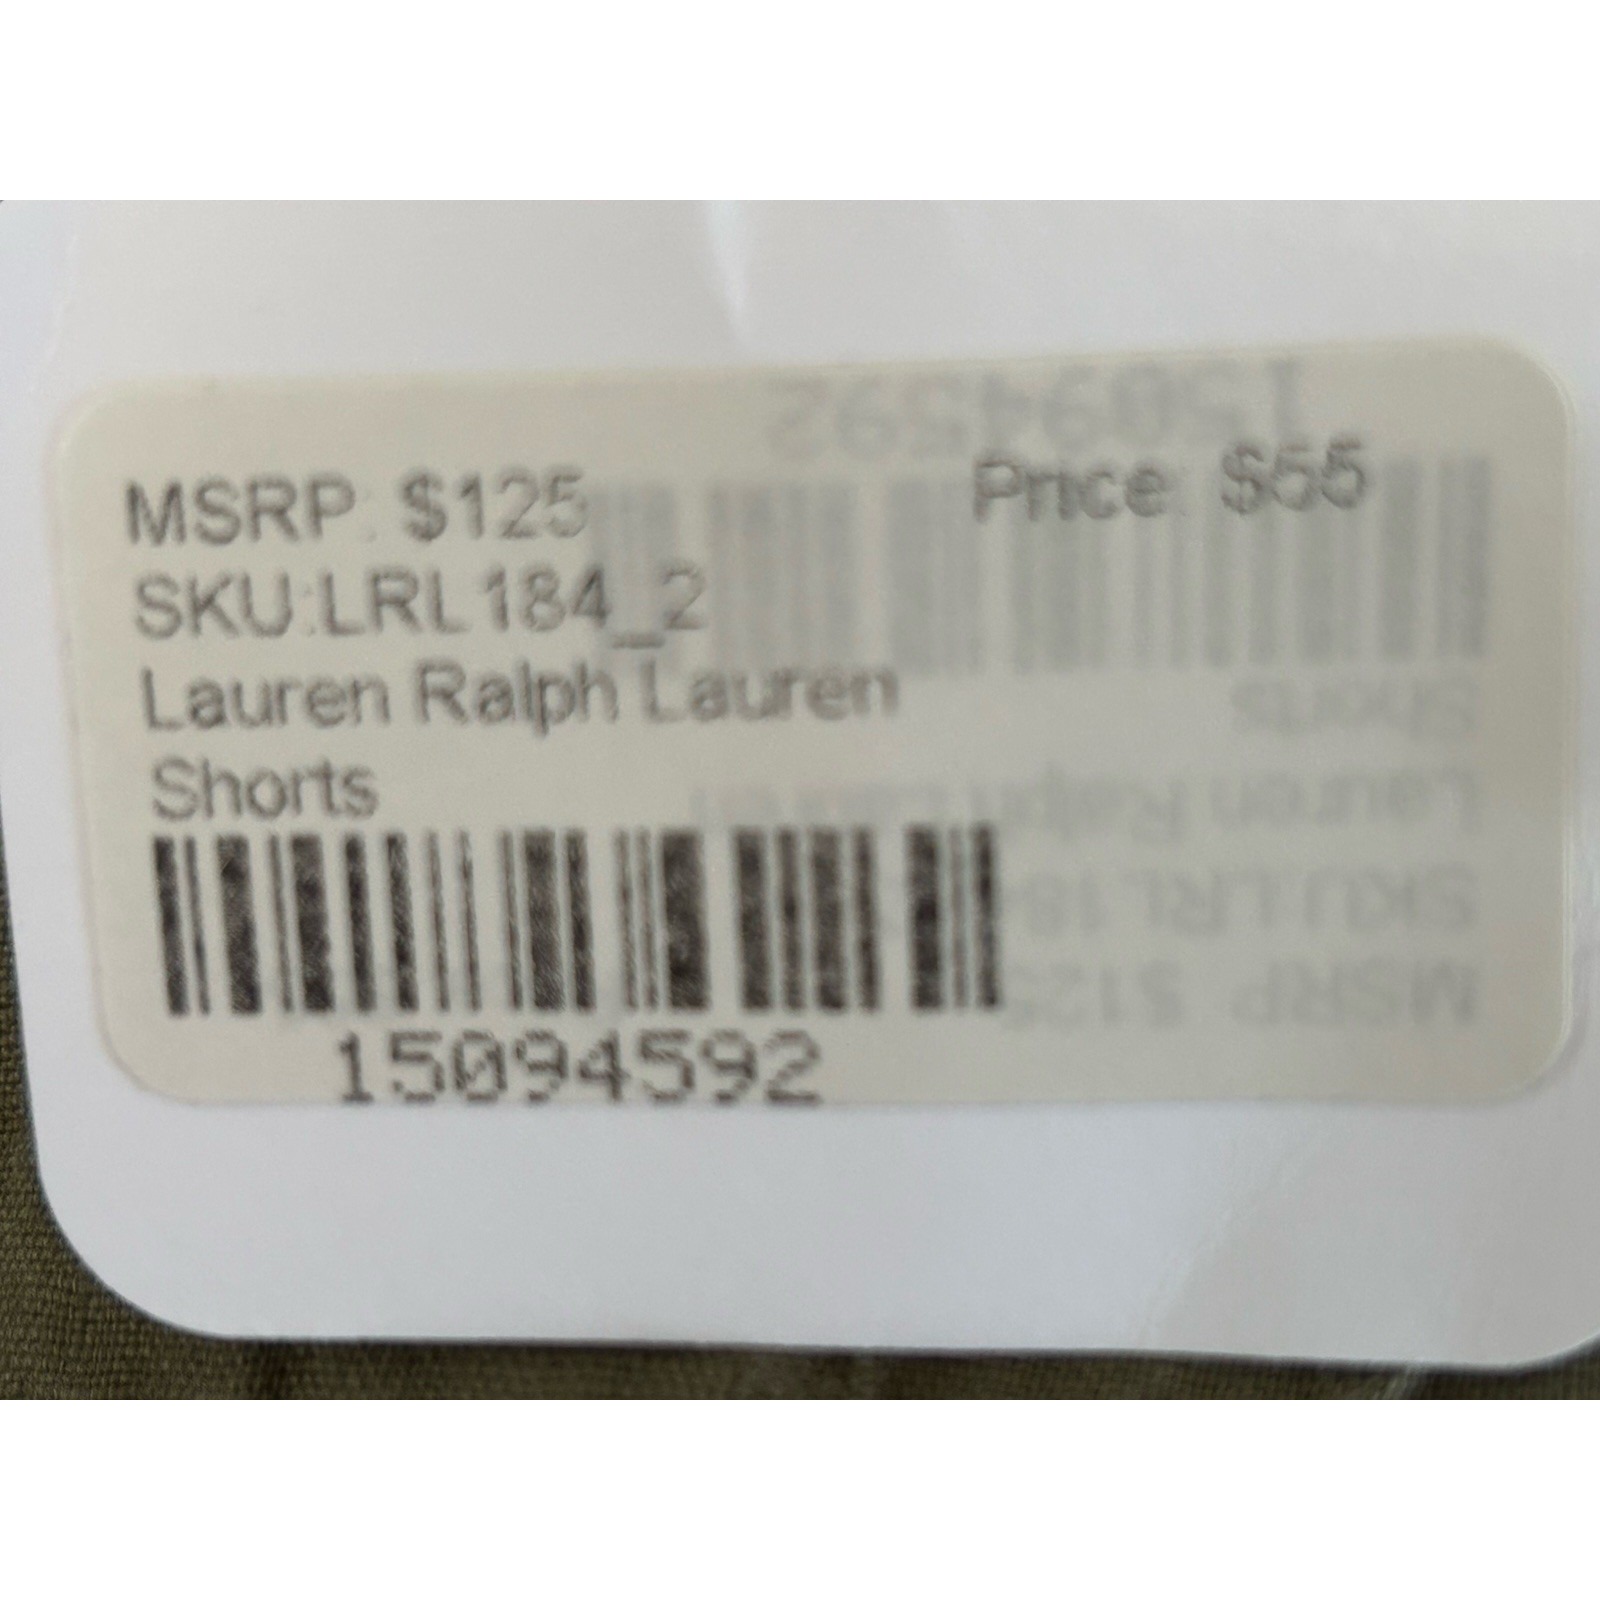 MSRP: $125 Price: $55
SKU:LRL184_2
Lauren Ralph Lauren
Shorts
15094592